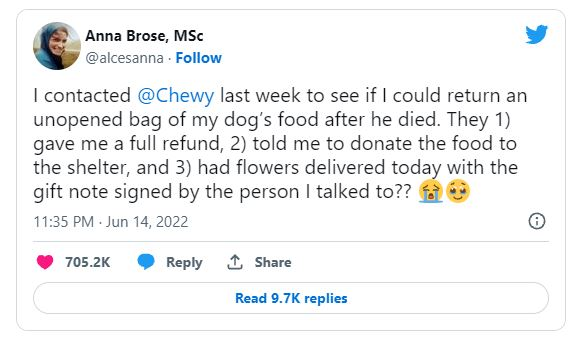 Anna Brose, MSc
@alcesanna · Follow
I contacted @Chewy last week to see if I could return an
unopened bag of my dog’s food after he died. They 1)
gave me a full refund, 2) told me to donate the food to
the shelter, and 3) had flowers delivered today with the
gift note signed by the person I talked to?? 😭🥹
11:35 PM · Jun 14, 2022
705.2K Reply Share
Read 9.7K replies